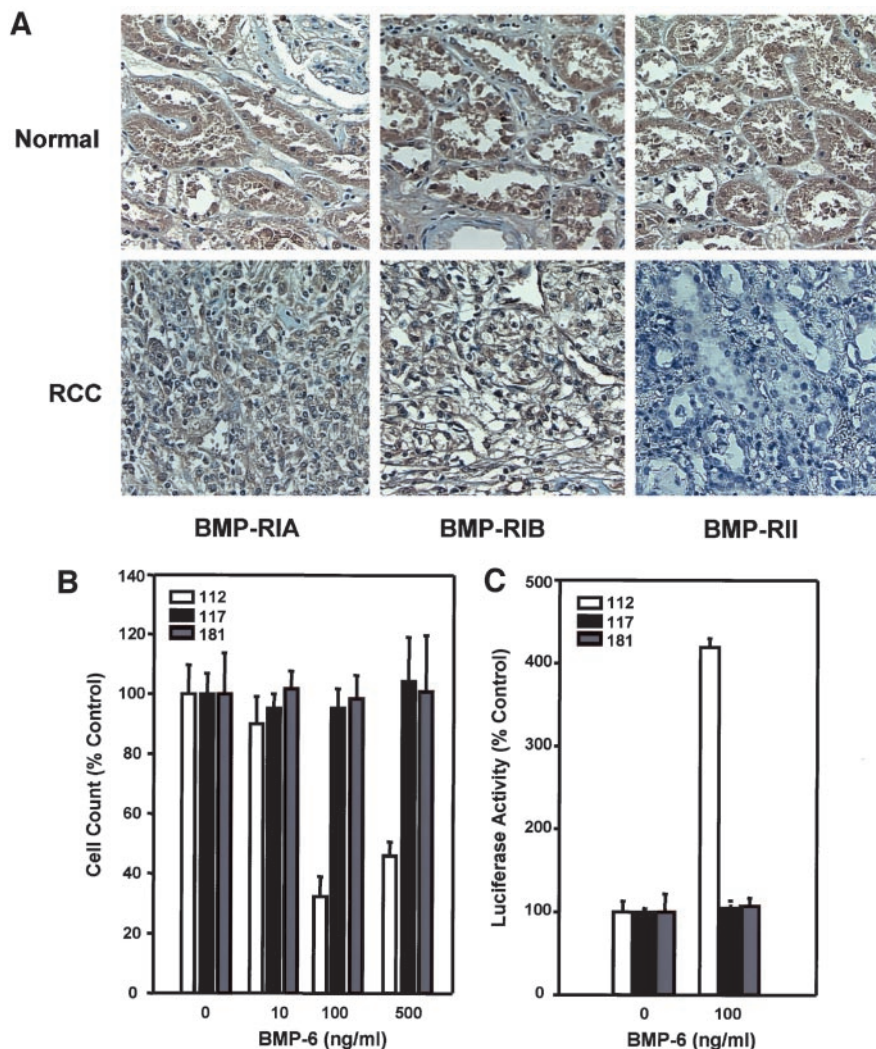 A
Normal
RCC
BMP-RIA BMP-RIB BMP-RII
B
140
120
100
80
60
40
20
0
Cell Count (% Control)
112
117
181
0 10 100 500
BMP-6 (ng/ml)
C
500
400
300
200
100
0
Luciferase Activity (% Control)
112
117
181
0 100
BMP-6 (ng/ml)